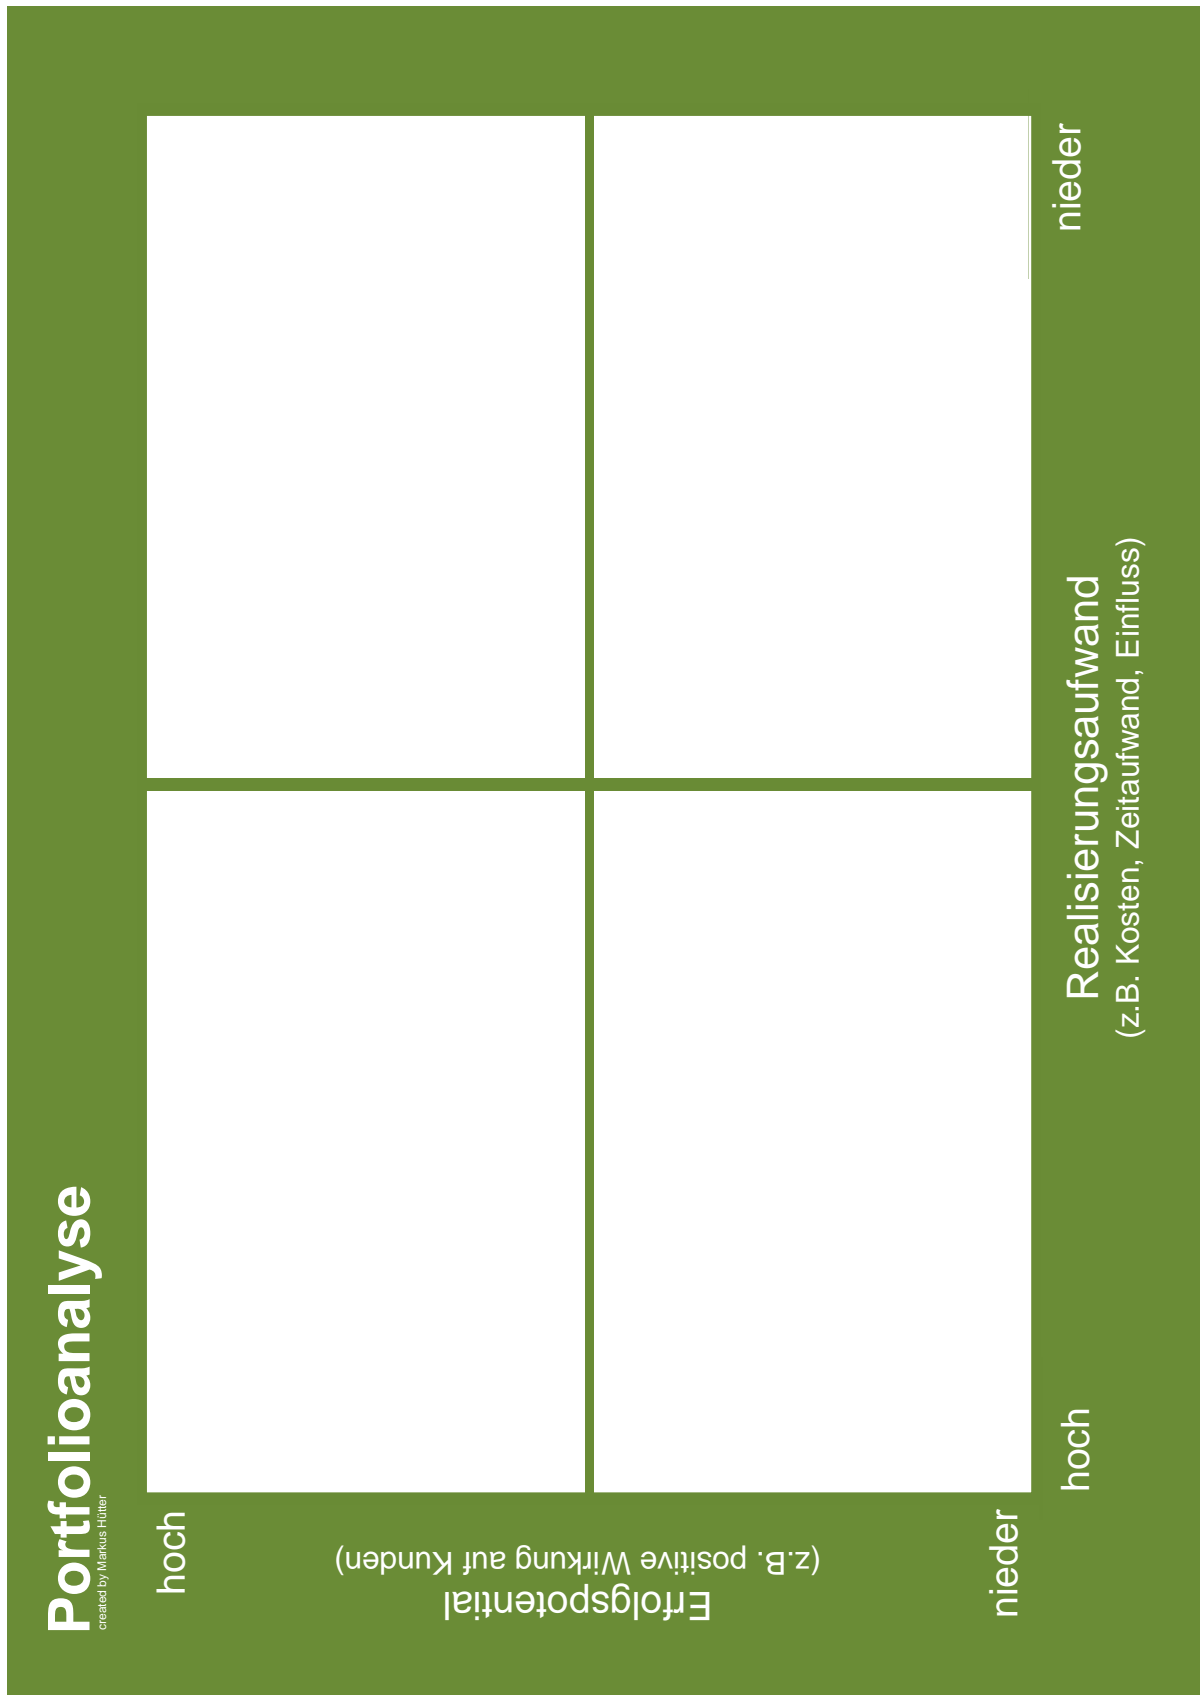 Portfolioanalyse
created by Markus Hütter
hoch
Erfolgspotential
(z.B. positive Wirkung auf Kunden)
nieder
hoch
nieder
Realisierungsaufwand
(z.B. Kosten, Zeitaufwand, Einfluss)